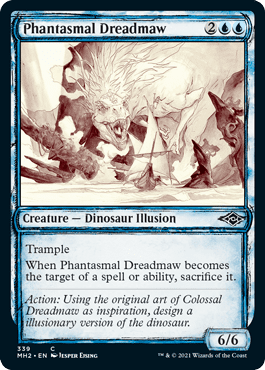 Phantasmal Dreadmaw 2
Creature — Dinosaur Illusion
Trample
When Phantasmal Dreadmaw becomes
the target of a spell or ability, sacrifice it.
Action: Using the original art of Colossal
Dreadmaw as inspiration, design a
illusionary version of the dinosaur.
6/6
339 C
MH2 • EN Jesper Ejsing
™ & © 2021 Wizards of the Coast